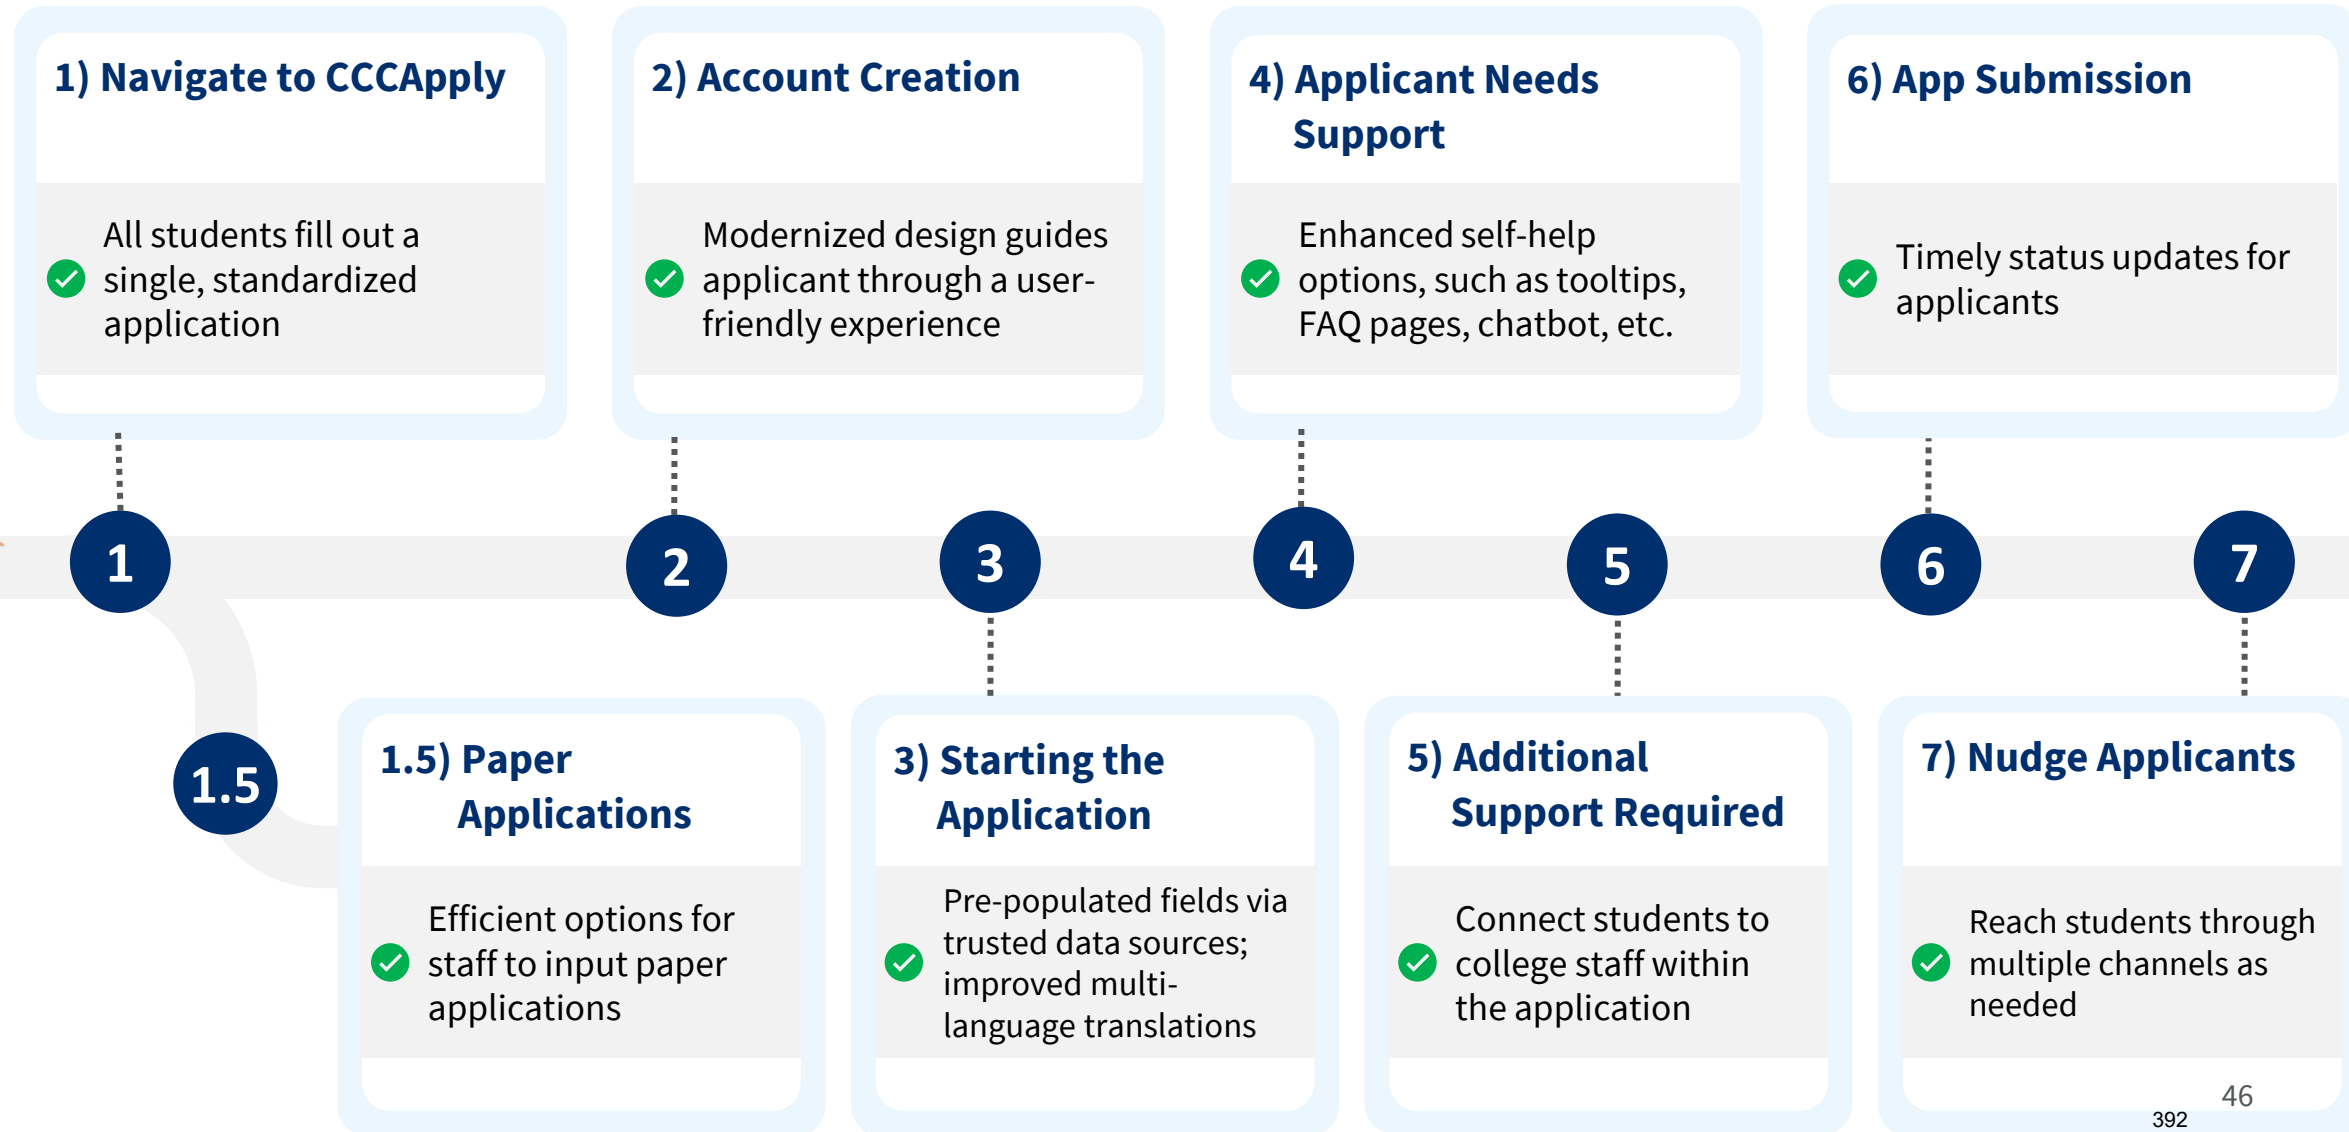 1) Navigate to CCCApply
All students fill out a
single, standardized
application
2) Account Creation
Modernized design guides
applicant through a user-
friendly experience
4) Applicant Needs
Support
Enhanced self-help
options, such as tooltips,
FAQ pages, chatbot, etc.
6) App Submission
Timely status updates for
applicants
1
2
3
4
5
6
7
1.5
1.5) Paper
Applications
Efficient options for
staff to input paper
applications
3) Starting the
Application
Pre-populated fields via
trusted data sources;
improved multi-
language translations
5) Additional
Support Required
Connect students to
college staff within
the application
7) Nudge Applicants
Reach students through
multiple channels as
needed
46
392